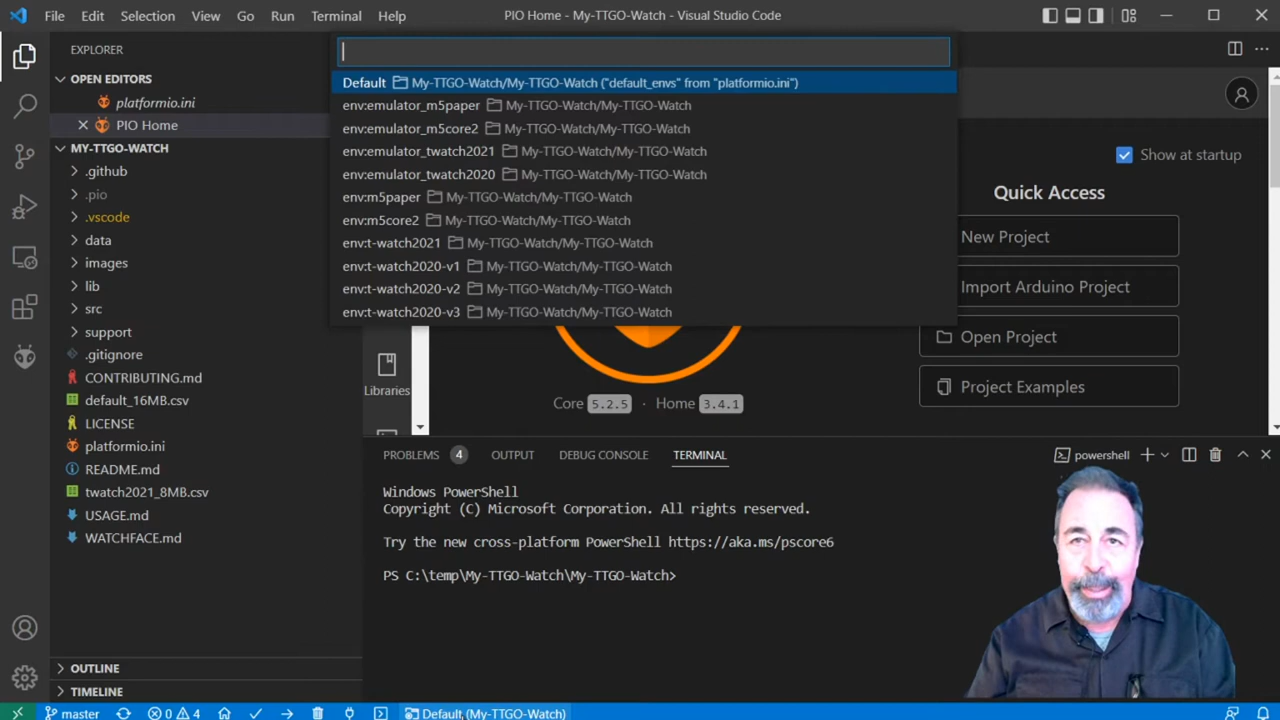 File Edit Selection View Go Run Terminal Help
PIO Home - My-TTGO-Watch - Visual Studio Code
EXPLORER
OPEN EDITORS
platformio.ini
PIO Home
MY-TTGO-WATCH
.github
.pio
.vscode
data
images
lib
src
support
.gitignore
CONTRIBUTING.md
default_16MB.csv
LICENSE
platformio.ini
README.md
twatch2021_8MB.csv
USAGE.md
WATCHFACE.md
OUTLINE
TIMELINE
Default My-TTGO-Watch/My-TTGO-Watch ("default_envs" from "platformio.ini")
env:emulator_m5paper My-TTGO-Watch/My-TTGO-Watch
env:emulator_m5core2 My-TTGO-Watch/My-TTGO-Watch
env:emulator_twatch2021 My-TTGO-Watch/My-TTGO-Watch
env:emulator_twatch2020 My-TTGO-Watch/My-TTGO-Watch
env:m5paper My-TTGO-Watch/My-TTGO-Watch
env:m5core2 My-TTGO-Watch/My-TTGO-Watch
env:t-watch2021 My-TTGO-Watch/My-TTGO-Watch
env:t-watch2020-v1 My-TTGO-Watch/My-TTGO-Watch
env:t-watch2020-v2 My-TTGO-Watch/My-TTGO-Watch
env:t-watch2020-v3 My-TTGO-Watch/My-TTGO-Watch
Show at startup
Quick Access
New Project
Import Arduino Project
Open Project
Project Examples
Libraries
Core 5.2.5 · Home 3.4.1
PROBLEMS 4 OUTPUT DEBUG CONSOLE TERMINAL
powershell
Windows PowerShell
Copyright (C) Microsoft Corporation. All rights reserved.
Try the new cross-platform PowerShell https://aka.ms/pscore6
PS C:\temp\My-TTGO-Watch\My-TTGO-Watch>
master 0 4 Default (My-TTGO-Watch)